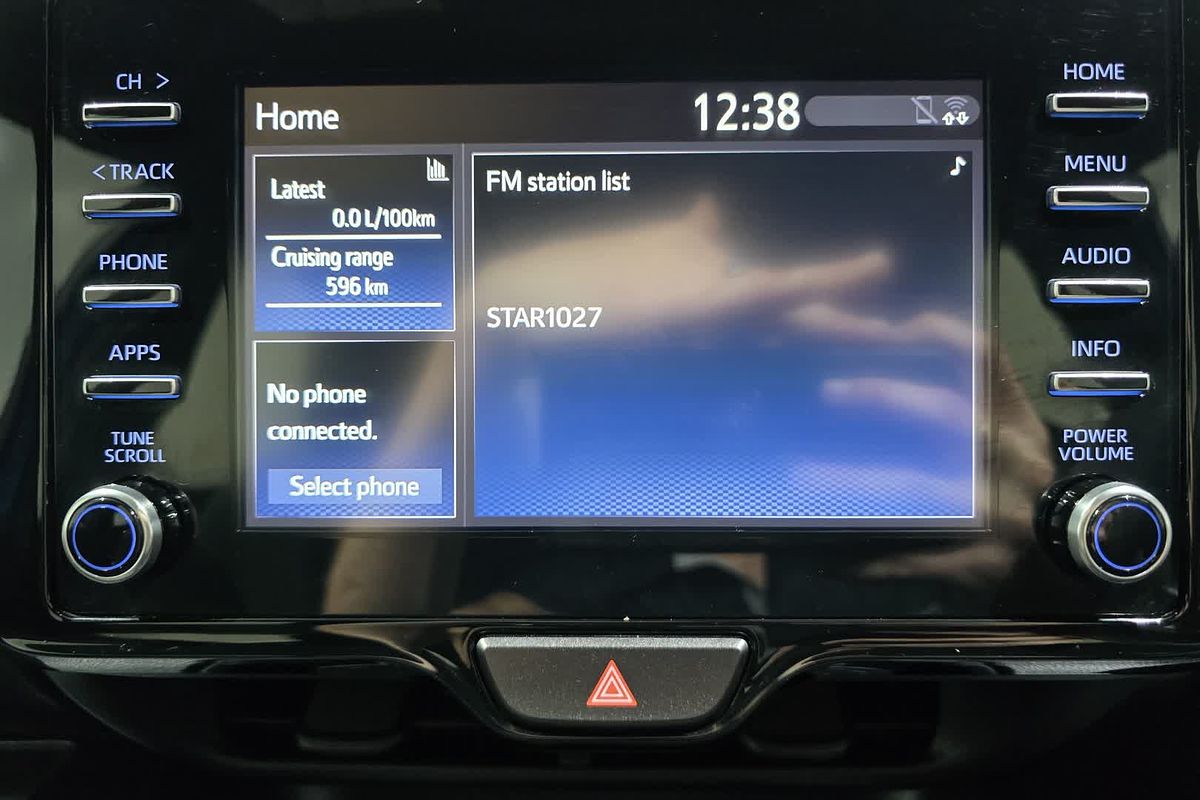 CH >
< TRACK
PHONE
APPS
TUNE
SCROLL
Home
12:38
Latest
0.0 L/100km
Cruising range
596 km
No phone
connected.
Select phone
FM station list
STAR1027
HOME
MENU
AUDIO
INFO
POWER
VOLUME